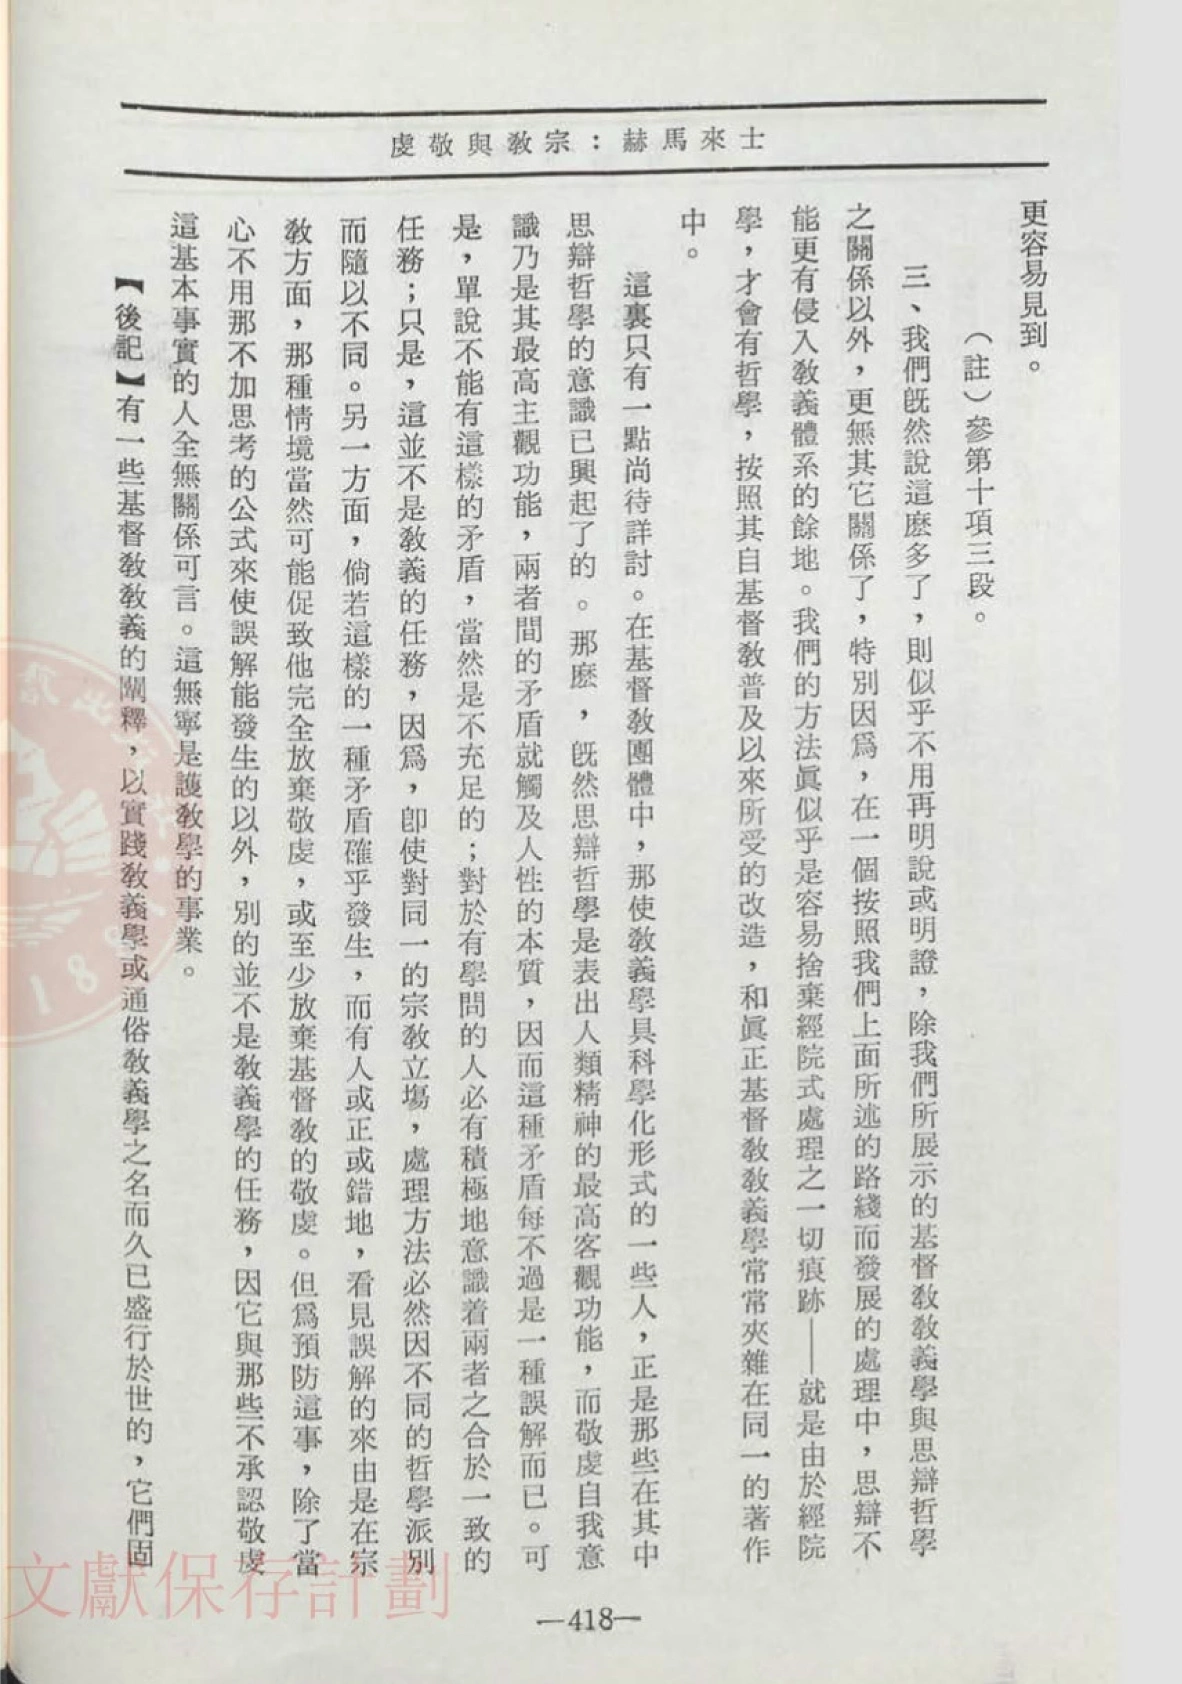 士來馬赫：宗教與敬虔
更容易見到。
（註）參第十項三段。
三、我們既然說這麽多了，則似乎不用再明說或明證，除我們所展示的基督教教義學與思辯哲學
之關係以外，更無其它關係了，特別因爲，在一個按照我們上面所述的路綫而發展的處理中，思辯不
能更有侵入教義體系的餘地。我們的方法眞似乎是容易捨棄經院式處理之一切痕跡——就是由於經院
學，才會有哲學，按照其自基督教普及以來所受的改造，和眞正基督教教義學常常夾雜在同一的著作
中。
這裏只有一點尚待詳討。在基督教團體中，那使教義學具科學化形式的一些人，正是那些在其中
思辯哲學的意識已興起了的。那麽，既然思辯哲學是表出人類精神的最高客觀功能，而敬虔自我意
識乃是其最高主觀功能，兩者間的矛盾就觸及人性的本質，因而這種矛盾每不過是一種誤解而已。可
是，單說不能有這樣的矛盾，當然是不充足的；對於有學問的人必有積極地意識着兩者之合於一致的
任務；只是，這並不是教義的任務，因爲，卽使對同一的宗教立塲，處理方法必然因不同的哲學派別
而隨以不同。另一方面，倘若這樣的一種矛盾確乎發生，而有人或正或錯地，看見誤解的來由是在宗
教方面，那種情境當然可能促致他完全放棄敬虔，或至少放棄基督教的敬虔。但爲預防這事，除了當
心不用那不加思考的公式來使誤解能發生的以外，別的並不是教義學的任務，因它與那些不承認敬虔
這基本事實的人全無關係可言。這無寧是護教學的事業。
【後記】有一些基督教教義的闡釋，以實踐教義學或通俗教義學之名而久已盛行於世的，它們固
—418—
文獻保存計劃